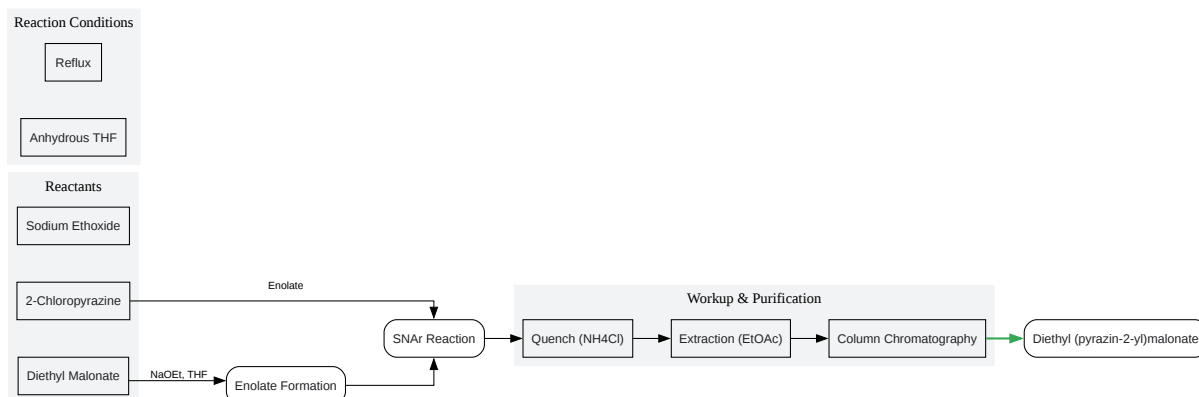 Reaction Conditions
Reflux
Anhydrous THF
Reactants
Sodium Ethoxide
2-Chloropyrazine
Enolate
Diethyl Malonate
NaOEt, THF
Enolate Formation
SNAr Reaction
Workup & Purification
Quench (NH4Cl)
Extraction (EtOAc)
Column Chromatography
Diethyl (pyrazin-2-yl)malonate